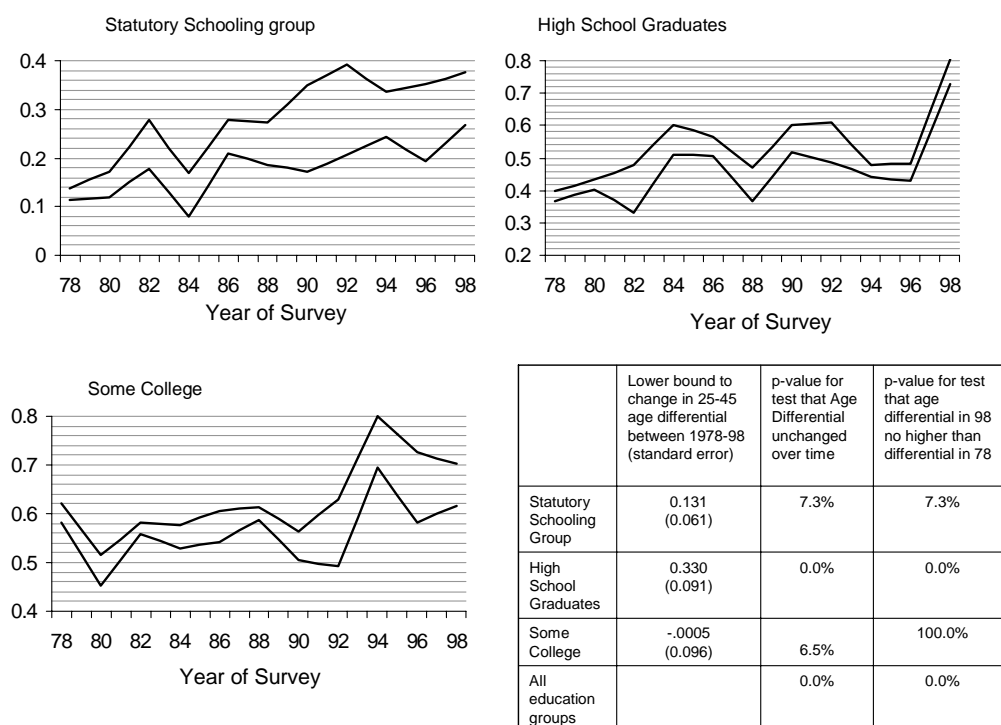 Statutory Schooling group
0.4
0.3
0.2
0.1
0
78 80 82 84 86 88 90 92 94 96 98
Year of Survey
High School Graduates
0.8
0.7
0.6
0.5
0.4
0.3
0.2
78 80 82 84 86 88 90 92 94 96 98
Year of Survey
Some College
0.8
0.7
0.6
0.5
0.4
78 80 82 84 86 88 90 92 94 96 98
Year of Survey
Lower bound to
change in 25-45
age differential
between 1978-98
(standard error)
p-value for
test that Age
Differential
unchanged
over time
p-value for test
that age
differential in 98
no higher than
differential in 78
Statutory
Schooling
Group
0.131
(0.061)
7.3%
7.3%
High
School
Graduates
0.330
(0.091)
0.0%
0.0%
Some
College
-.0005
(0.096)
6.5%
100.0%
All
education
groups
0.0%
0.0%